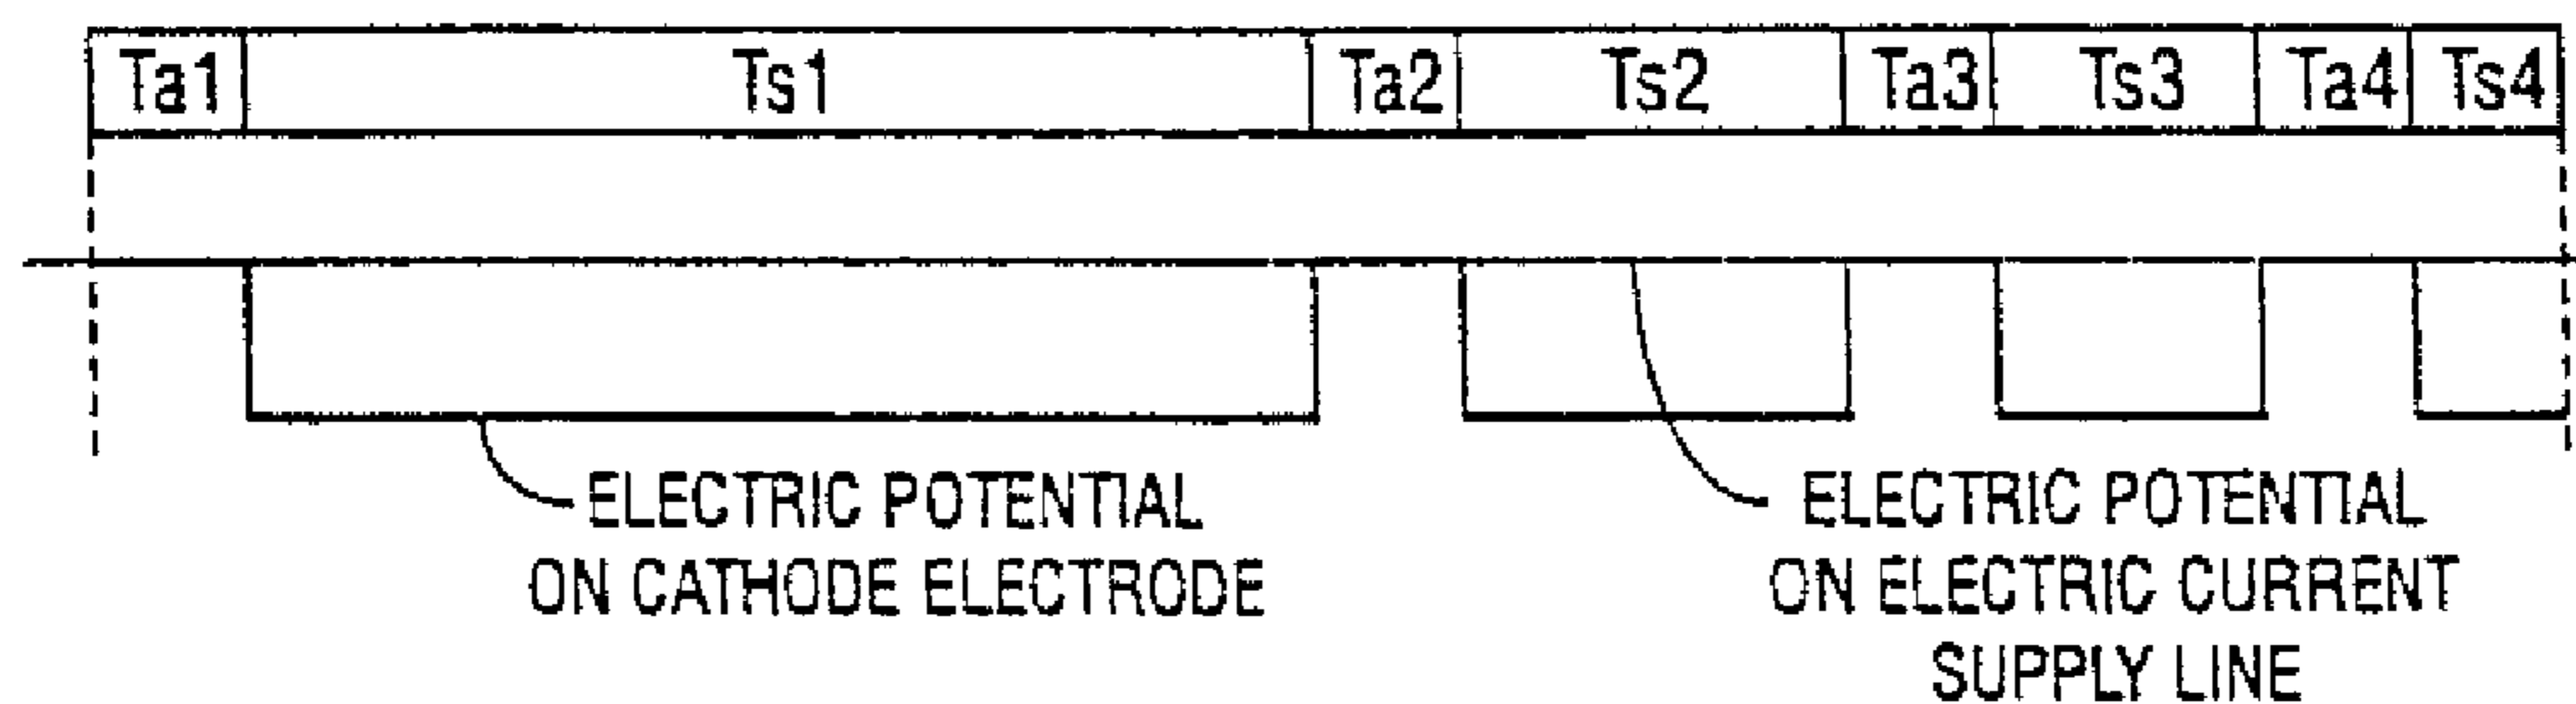 Ta1 Ts1 Ta2 Ts2 Ta3 Ts3 Ta4 Ts4
ELECTRIC POTENTIAL
ON CATHODE ELECTRODE
ELECTRIC POTENTIAL
ON ELECTRIC CURRENT
SUPPLY LINE